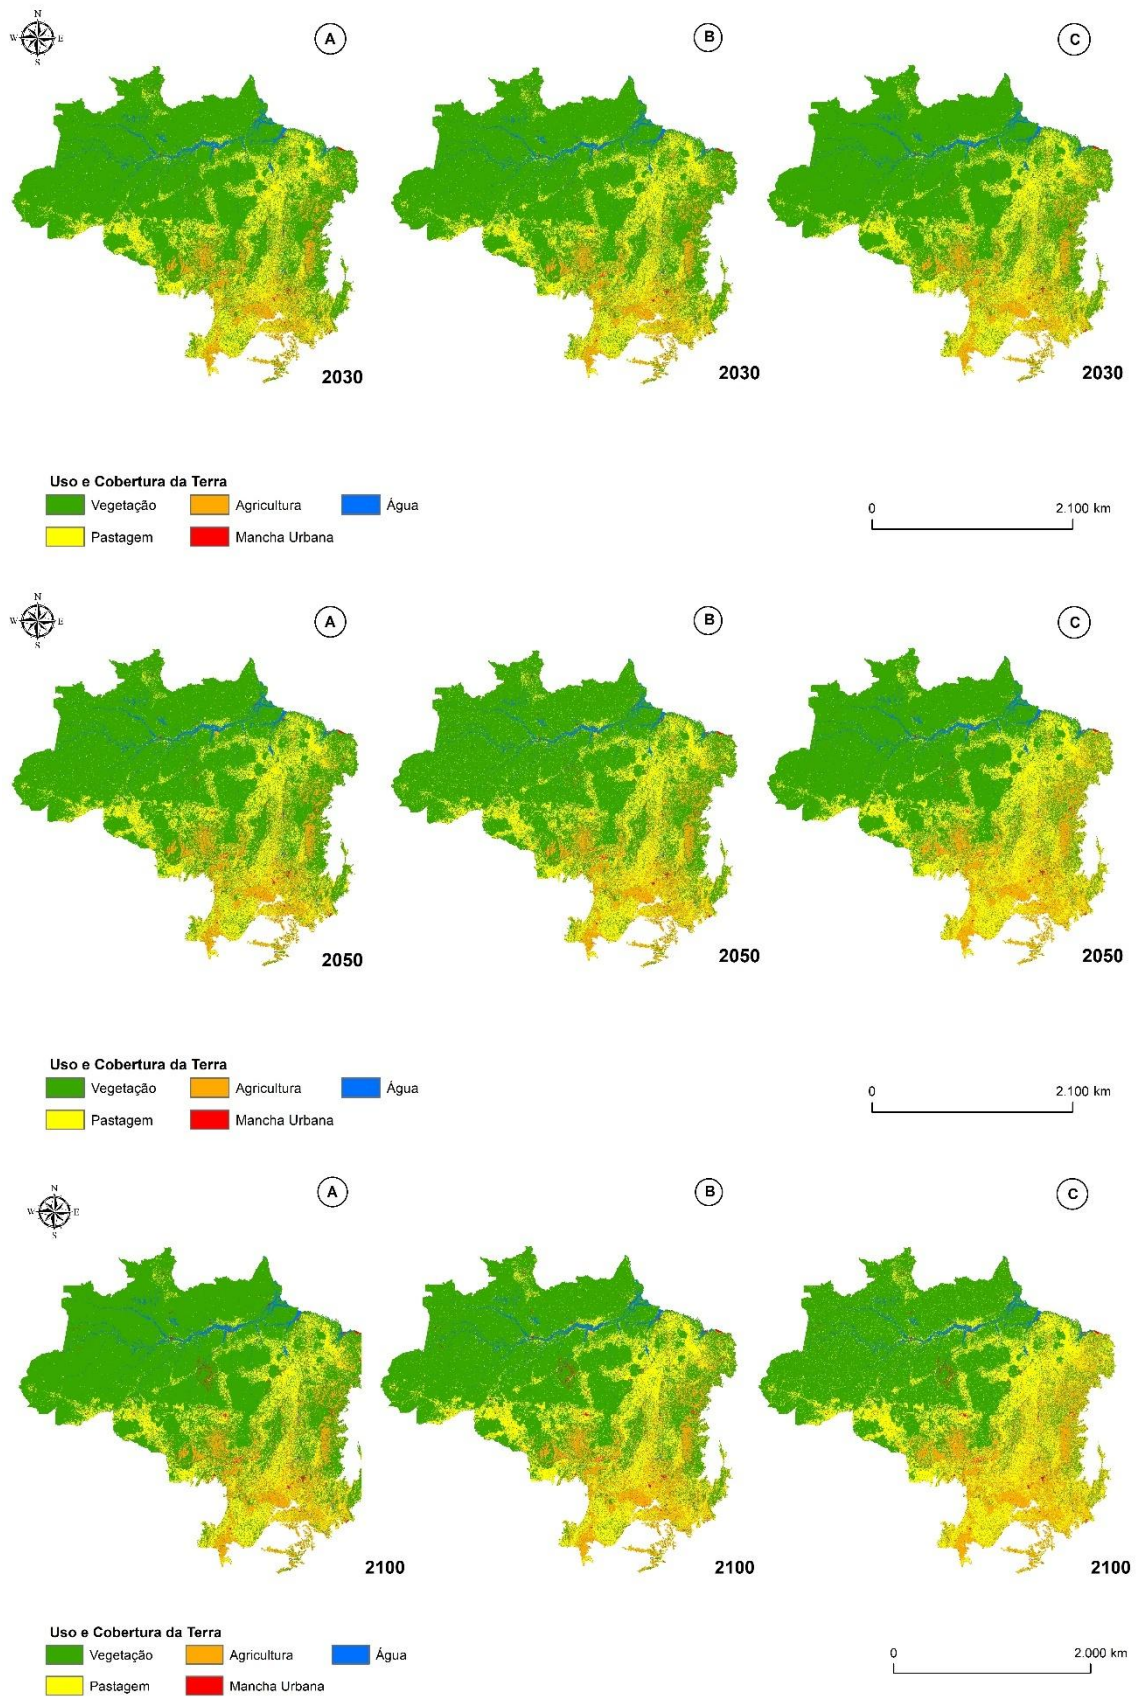 N
W E
S
A B C
2030 2030 2030
Uso e Cobertura da Terra
Vegetação Agricultura Água
Pastagem Mancha Urbana
0 2.100 km
N
W E
S
A B C
2050 2050 2050
Uso e Cobertura da Terra
Vegetação Agricultura Água
Pastagem Mancha Urbana
0 2.100 km
N
W E
S
A B C
2100 2100 2100
Uso e Cobertura da Terra
Vegetação Agricultura Água
Pastagem Mancha Urbana
0 2.000 km